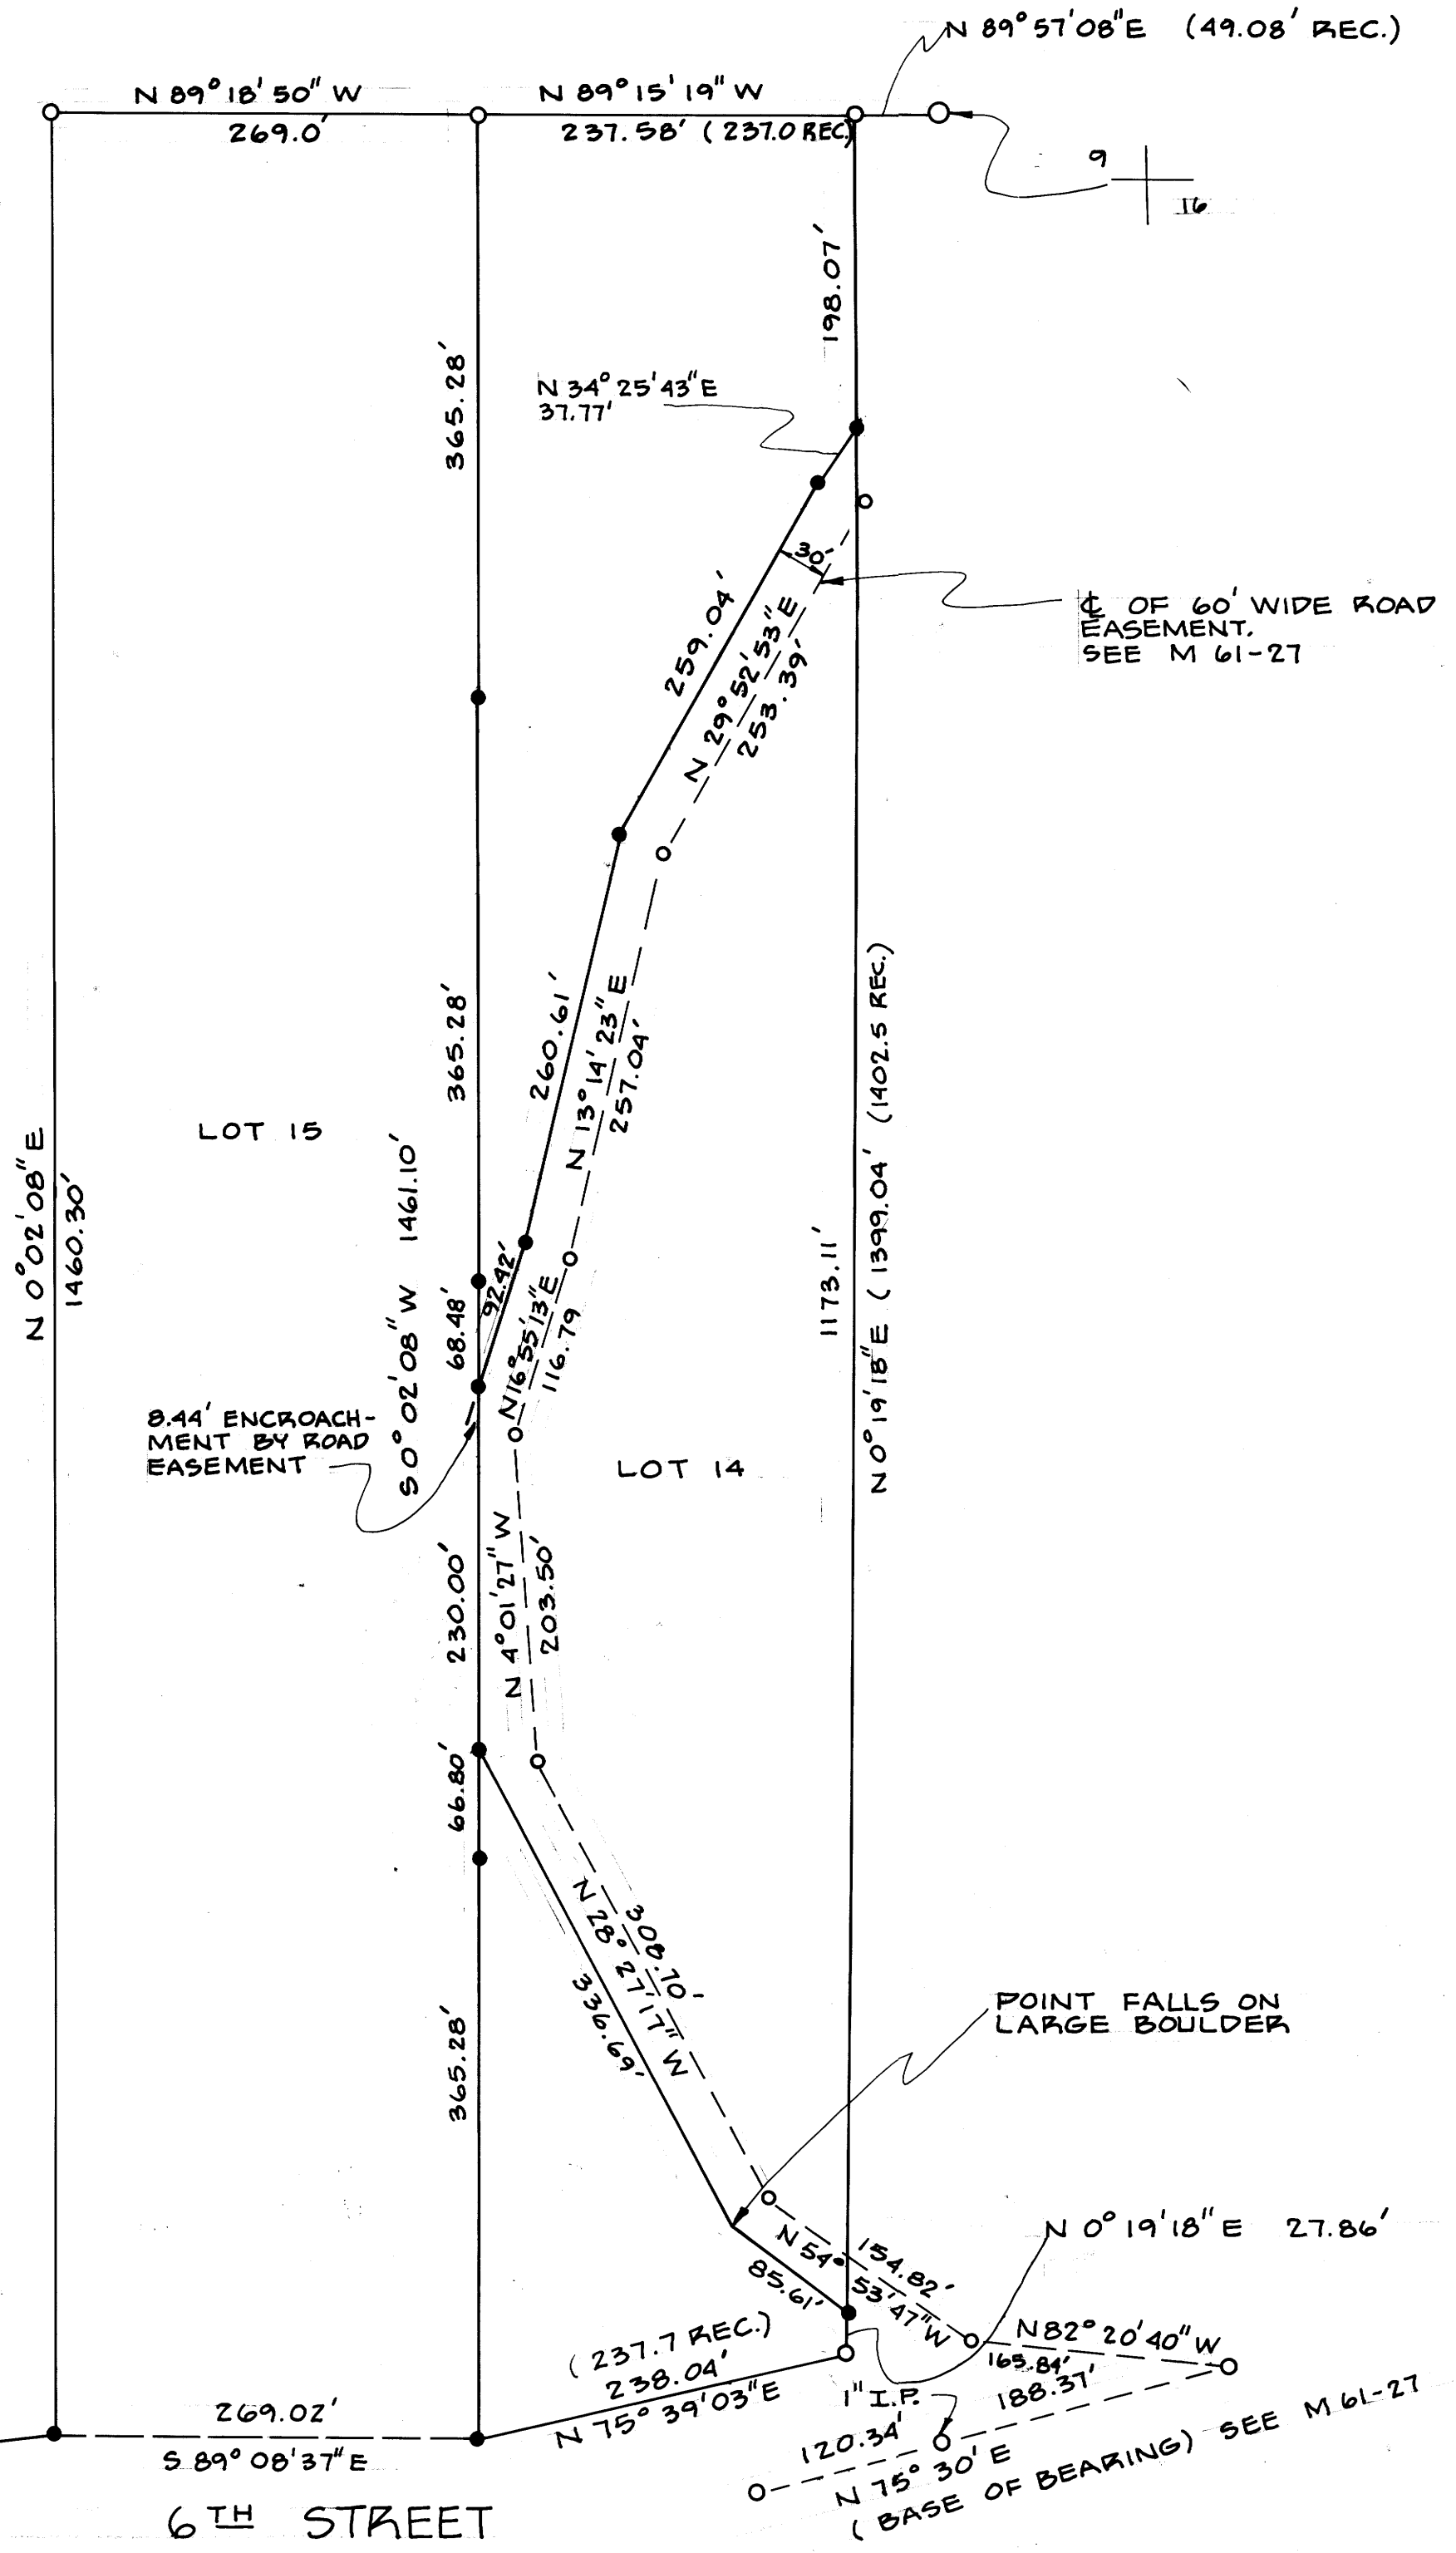 N 89° 57' 08" E (49.08' REC.)
N 89° 18' 50" W
269.0'
N 89° 15' 19" W
237.58' (237.0 REC.)
9
16
198.07'
365.28'
N 34° 25' 43" E
37.77'
30'
℄ OF 60' WIDE ROAD
EASEMENT.
SEE M 61-27
259.04'
N 29° 52' 53" E
253.39'
365.28'
260.61'
N 13° 14' 23" E
257.04'
N 0° 19' 18" E (1399.04' (1402.5 REC.)
1173.11'
LOT 15
N 0° 02' 08" E
1460.30'
S 0° 02' 08" W 1461.10'
68.48'
92.42'
N 16° 55' 13" E
116.79
8.44' ENCROACH-
MENT BY ROAD
EASEMENT
LOT 14
230.00'
N 4° 01' 27" W
203.50'
66.80'
308.70'
N 28° 27' 17" W
336.69'
365.28'
POINT FALLS ON
LARGE BOULDER
N 0° 19' 18" E 27.86'
154.82'
N 54° 53' 47" W
85.61'
N 82° 20' 40" W
165.84'
(237.7 REC.)
238.04'
N 75° 39' 03" E
1" I.P.
188.37'
120.34'
N 75° 30' E
(BASE OF BEARING) SEE M 61-27
269.02'
S 89° 08' 37" E
6TH STREET